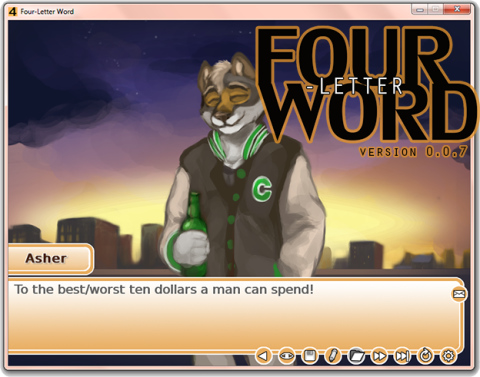 4 Four-Letter Word
FOUR
-LETTER
WORD
VERSION 0.0.7
C
Asher
To the best/worst ten dollars a man can spend!